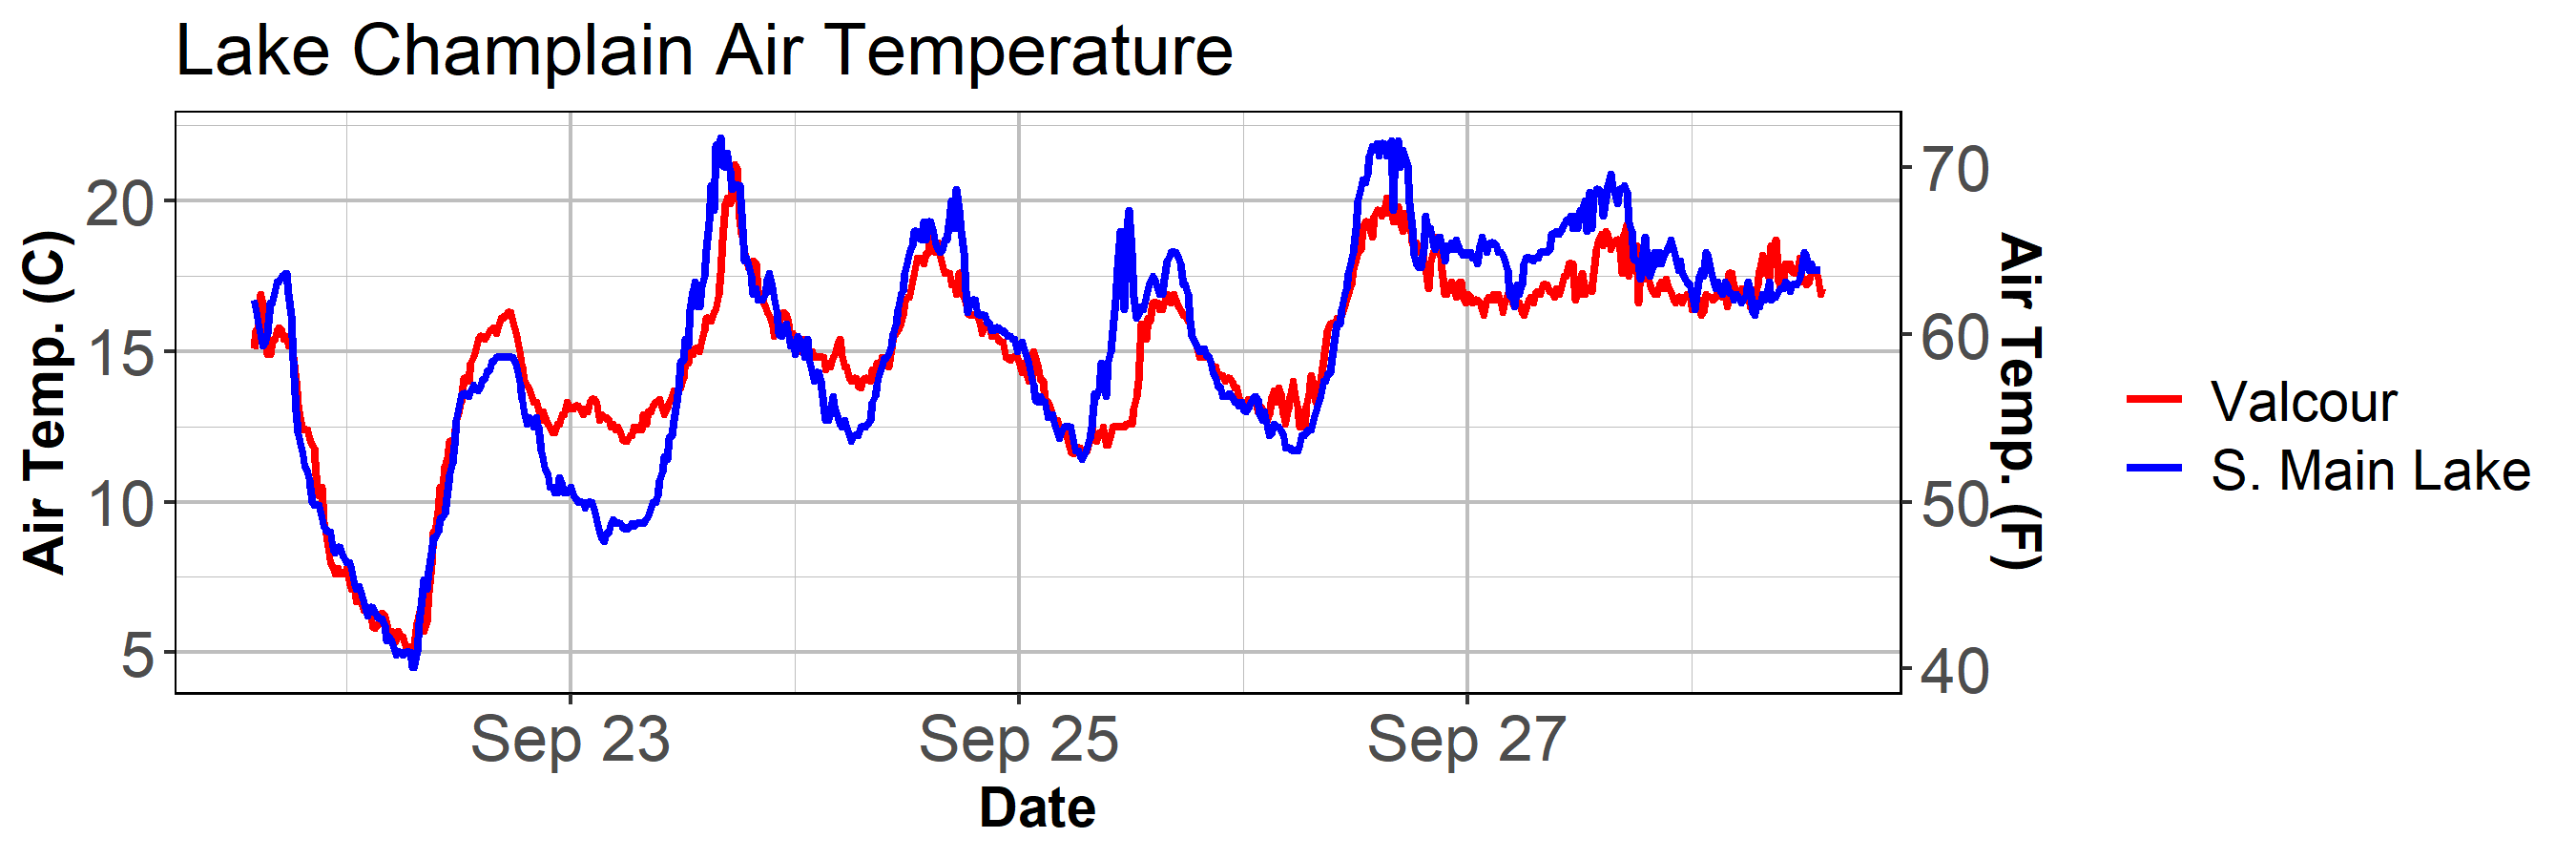 Lake Champlain Air Temperature
Air Temp. (C)
20
15
10
5
70
60
50
40
Air Temp. (F)
Sep 23
Sep 25
Sep 27
Date
Valcour
S. Main Lake